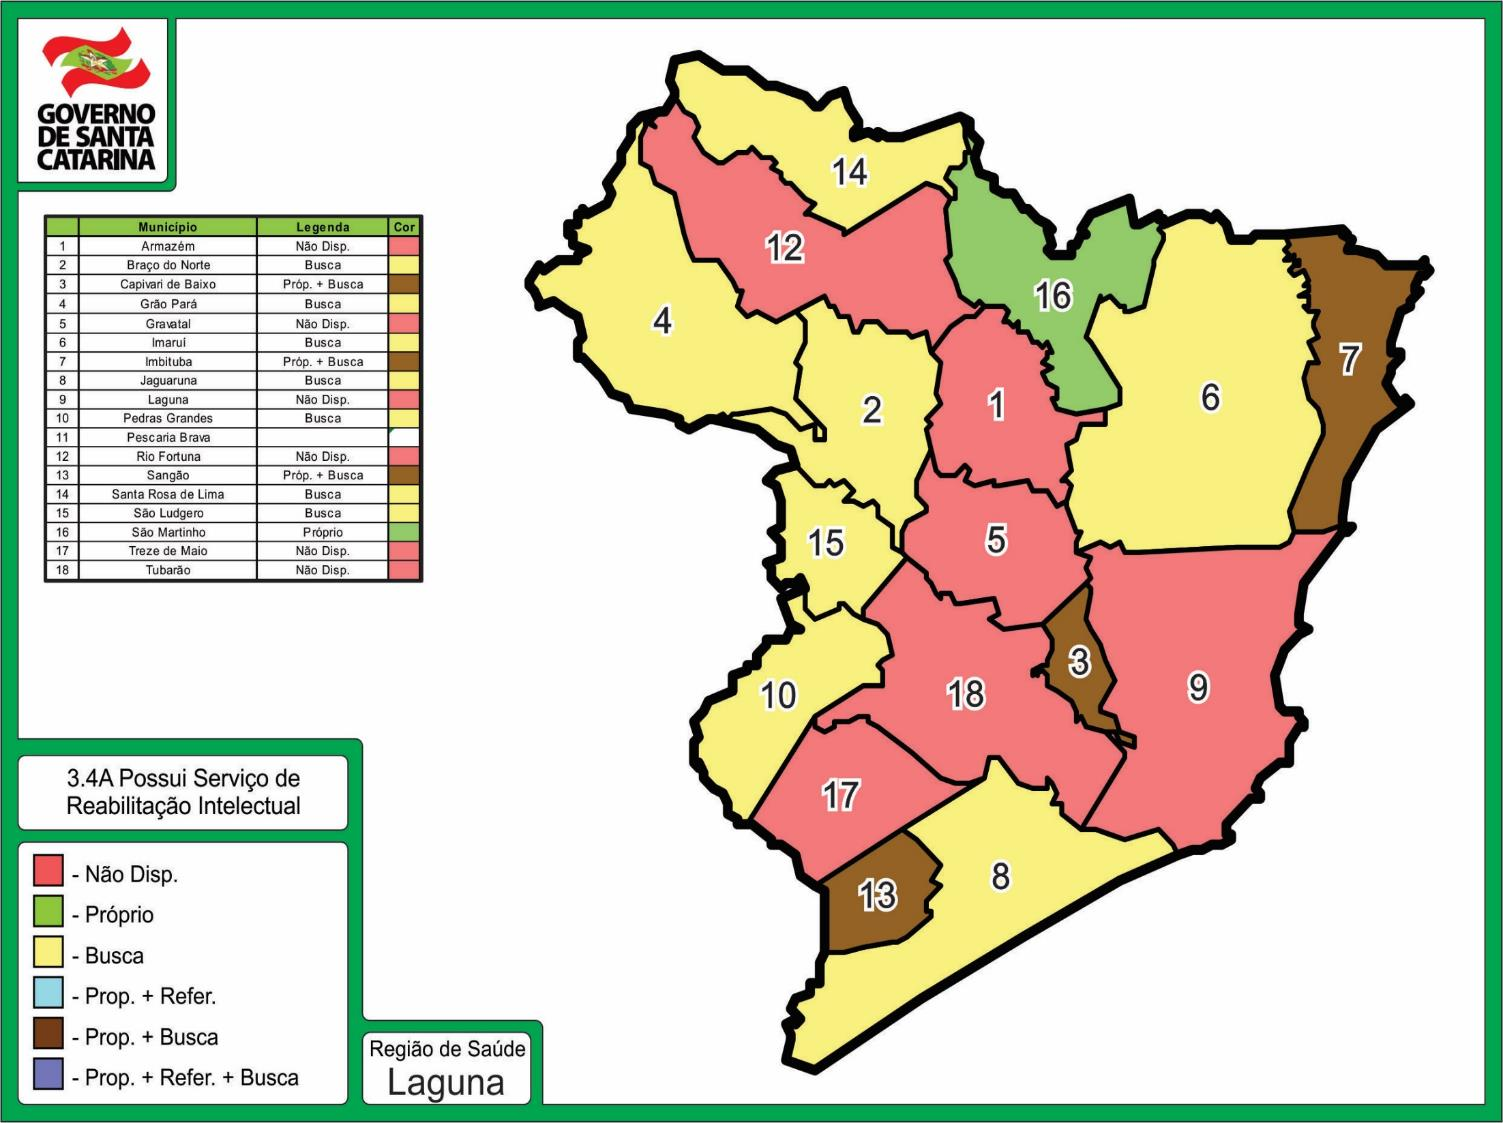 GOVERNO
DE SANTA
CATARINA
Município Legenda Cor
1 Armazém Não Disp.
2 Braço do Norte Busca
3 Capivari de Baixo Próp. + Busca
4 Grão Pará Busca
5 Gravatal Não Disp.
6 Imaruí Busca
7 Imbituba Próp. + Busca
8 Jaguaruna Busca
9 Laguna Não Disp.
10 Pedras Grandes Busca
11 Pescaria Brava
12 Rio Fortuna Não Disp.
13 Sangão Próp. + Busca
14 Santa Rosa de Lima Busca
15 São Ludgero Busca
16 São Martinho Próprio
17 Treze de Maio Não Disp.
18 Tubarão Não Disp.
14
12
16
4
7
6
2
1
15
5
3
18
9
10
17
8
13
3.4A Possui Serviço de
Reabilitação Intelectual
- Não Disp.
- Próprio
- Busca
- Prop. + Refer.
- Prop. + Busca
- Prop. + Refer. + Busca
Região de Saúde
Laguna